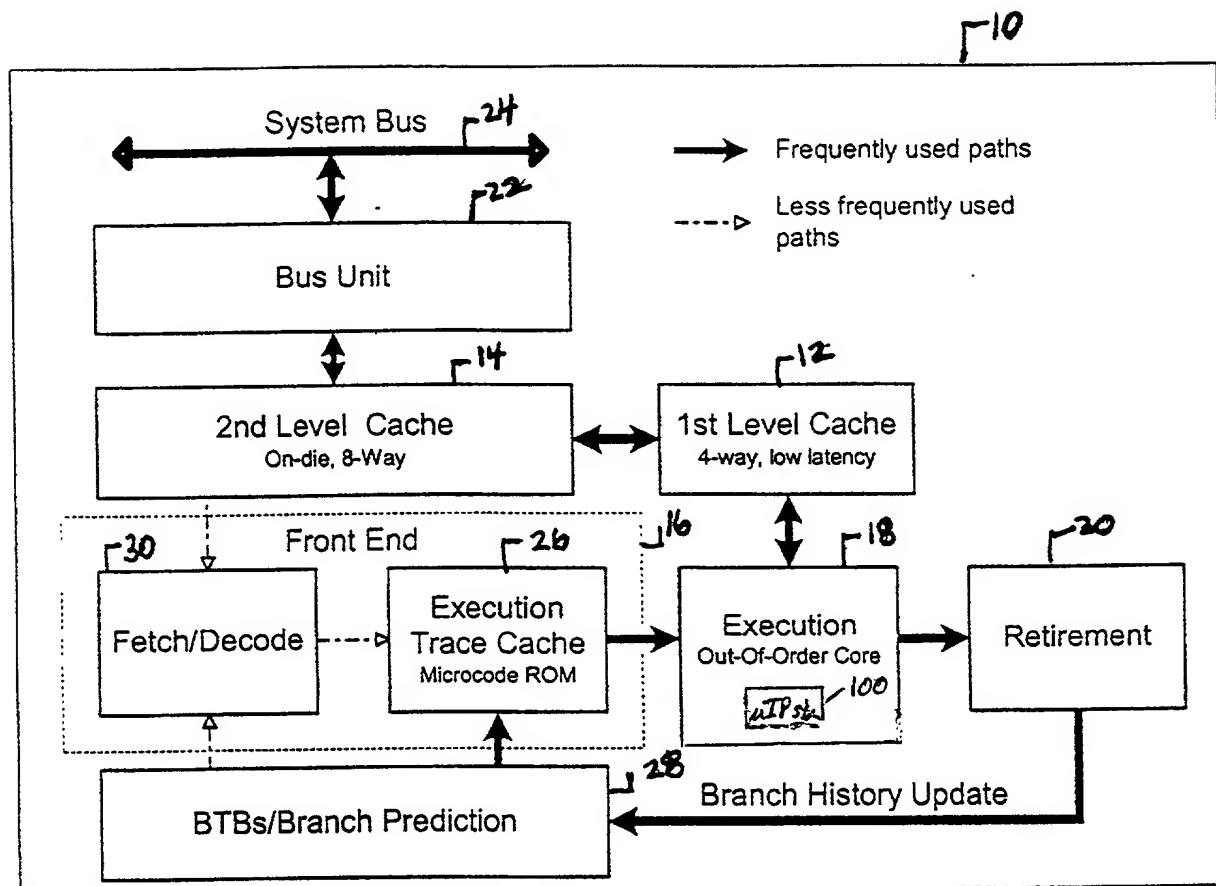 10
System Bus
24
Frequently used paths
Less frequently used
paths
22
Bus Unit
14
2nd Level Cache
On-die, 8-Way
12
1st Level Cache
4-way, low latency
Front End
16
30
Fetch/Decode
26
Execution
Trace Cache
Microcode ROM
18
Execution
Out-Of-Order Core
100
20
Retirement
28
BTBs/Branch Prediction
Branch History Update